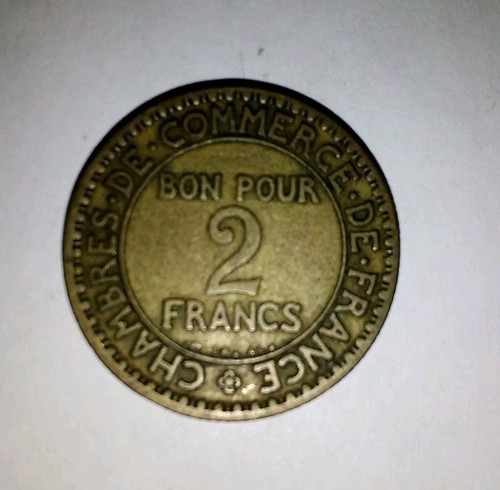 CHAMBRES·DE·COMMERCE·DE·FRANCE
BON POUR
2
FRANCS